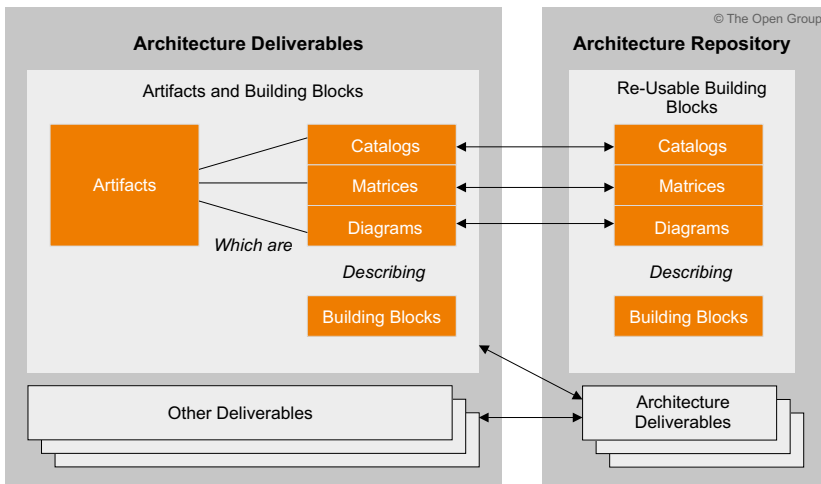 © The Open Group
Architecture Deliverables
Artifacts and Building Blocks
Artifacts
Which are
Catalogs
Matrices
Diagrams
Describing
Building Blocks
Other Deliverables
Architecture Repository
Re-Usable Building
Blocks
Catalogs
Matrices
Diagrams
Describing
Building Blocks
Architecture
Deliverables